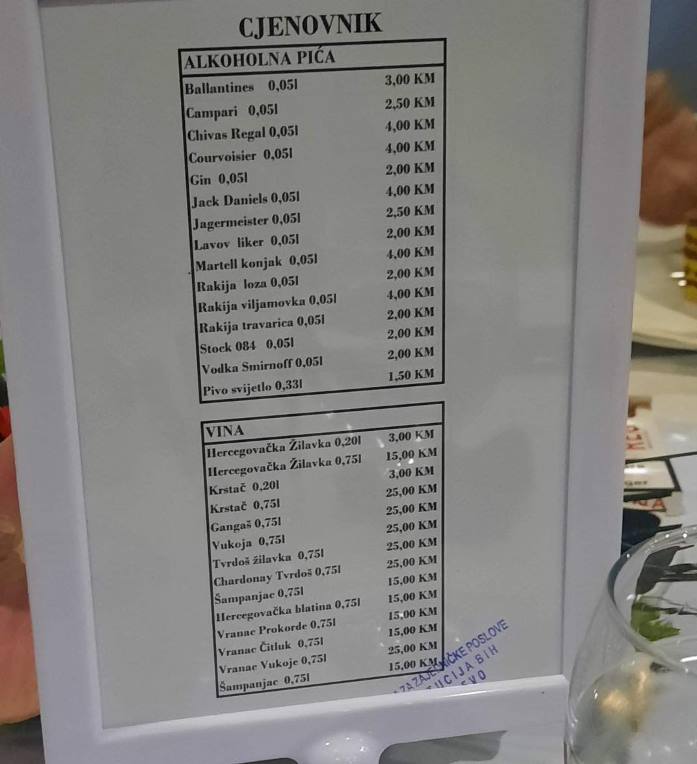 CJENOVNIK
ALKOHOLNA PIĆA
Ballantines 0,05l 3,00 KM
Campari 0,05l 2,50 KM
Chivas Regal 0,05l 4,00 KM
Courvoisier 0,05l 4,00 KM
Gin 0,05l 2,00 KM
Jack Daniels 0,05l 4,00 KM
Jagermeister 0,05l 2,50 KM
Lavov liker 0,05l 2,00 KM
Martell konjak 0,05l 4,00 KM
Rakija loza 0,05l 2,00 KM
Rakija viljamovka 0,05l 4,00 KM
Rakija travarica 0,05l 2,00 KM
Stock 084 0,05l 2,00 KM
Vodka Smirnoff 0,05l 2,00 KM
Pivo svijetlo 0,33l 1,50 KM
VINA
Hercegovačka Žilavka 0,20l 3,00 KM
Hercegovačka Žilavka 0,75l 15,00 KM
Krstač 0,20l 3,00 KM
Krstač 0,75l 25,00 KM
Gangaš 0,75l 25,00 KM
Vukoja 0,75l 25,00 KM
Tvrdoš žilavka 0,75l 25,00 KM
Chardonay Tvrdoš 0,75l 25,00 KM
Šampanjac 0,75l 15,00 KM
Hercegovačka blatina 0,75l 15,00 KM
Vranac Prokorde 0,75l 15,00 KM
Vranac Čitluk 0,75l 15,00 KM
Vranac Vukoje 0,75l 25,00 KM
Šampanjac 0,75l 15,00 KM
POSLOVE
UCIJA BIH
EVO